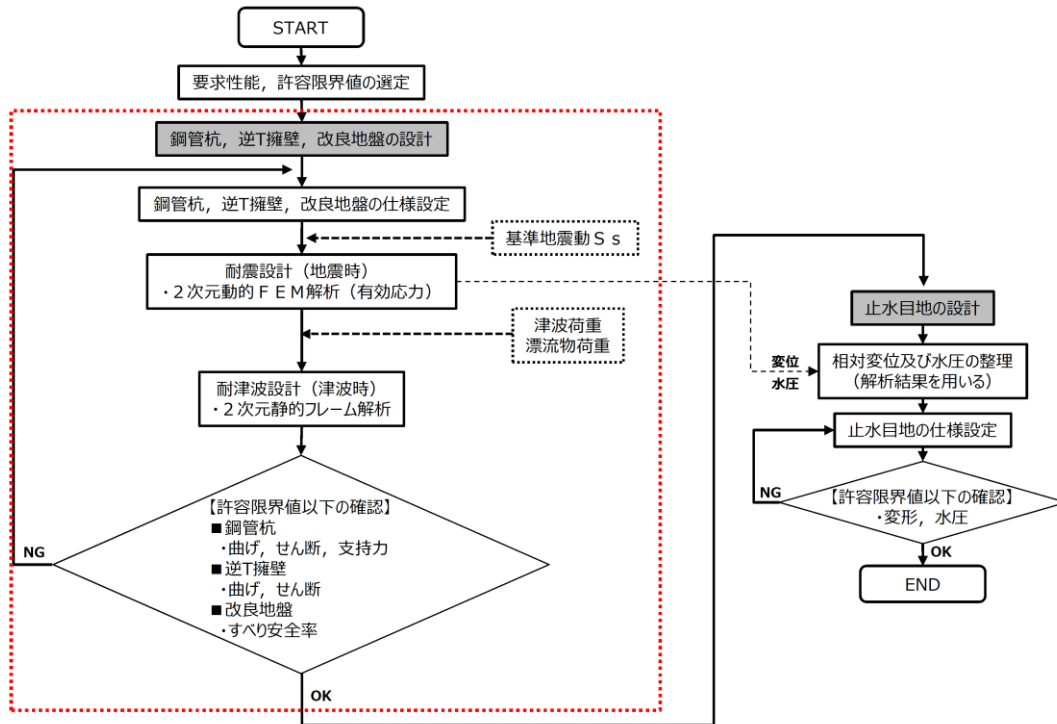 START
要求性能，許容限界値の選定
鋼管杭，逆T擁壁，改良地盤の設計
鋼管杭，逆T擁壁，改良地盤の仕様設定
基準地震動Ｓｓ
耐震設計（地震時）
・２次元動的ＦＥＭ解析（有効応力）
津波荷重
漂流物荷重
耐津波設計（津波時）
・２次元静的フレーム解析
【許容限界値以下の確認】
■鋼管杭
・曲げ，せん断，支持力
■逆T擁壁
・曲げ，せん断
■改良地盤
・すべり安全率
NG
OK
止水目地の設計
変位
水圧
相対変位及び水圧の整理
（解析結果を用いる）
止水目地の仕様設定
NG
【許容限界値以下の確認】
・変形，水圧
OK
END